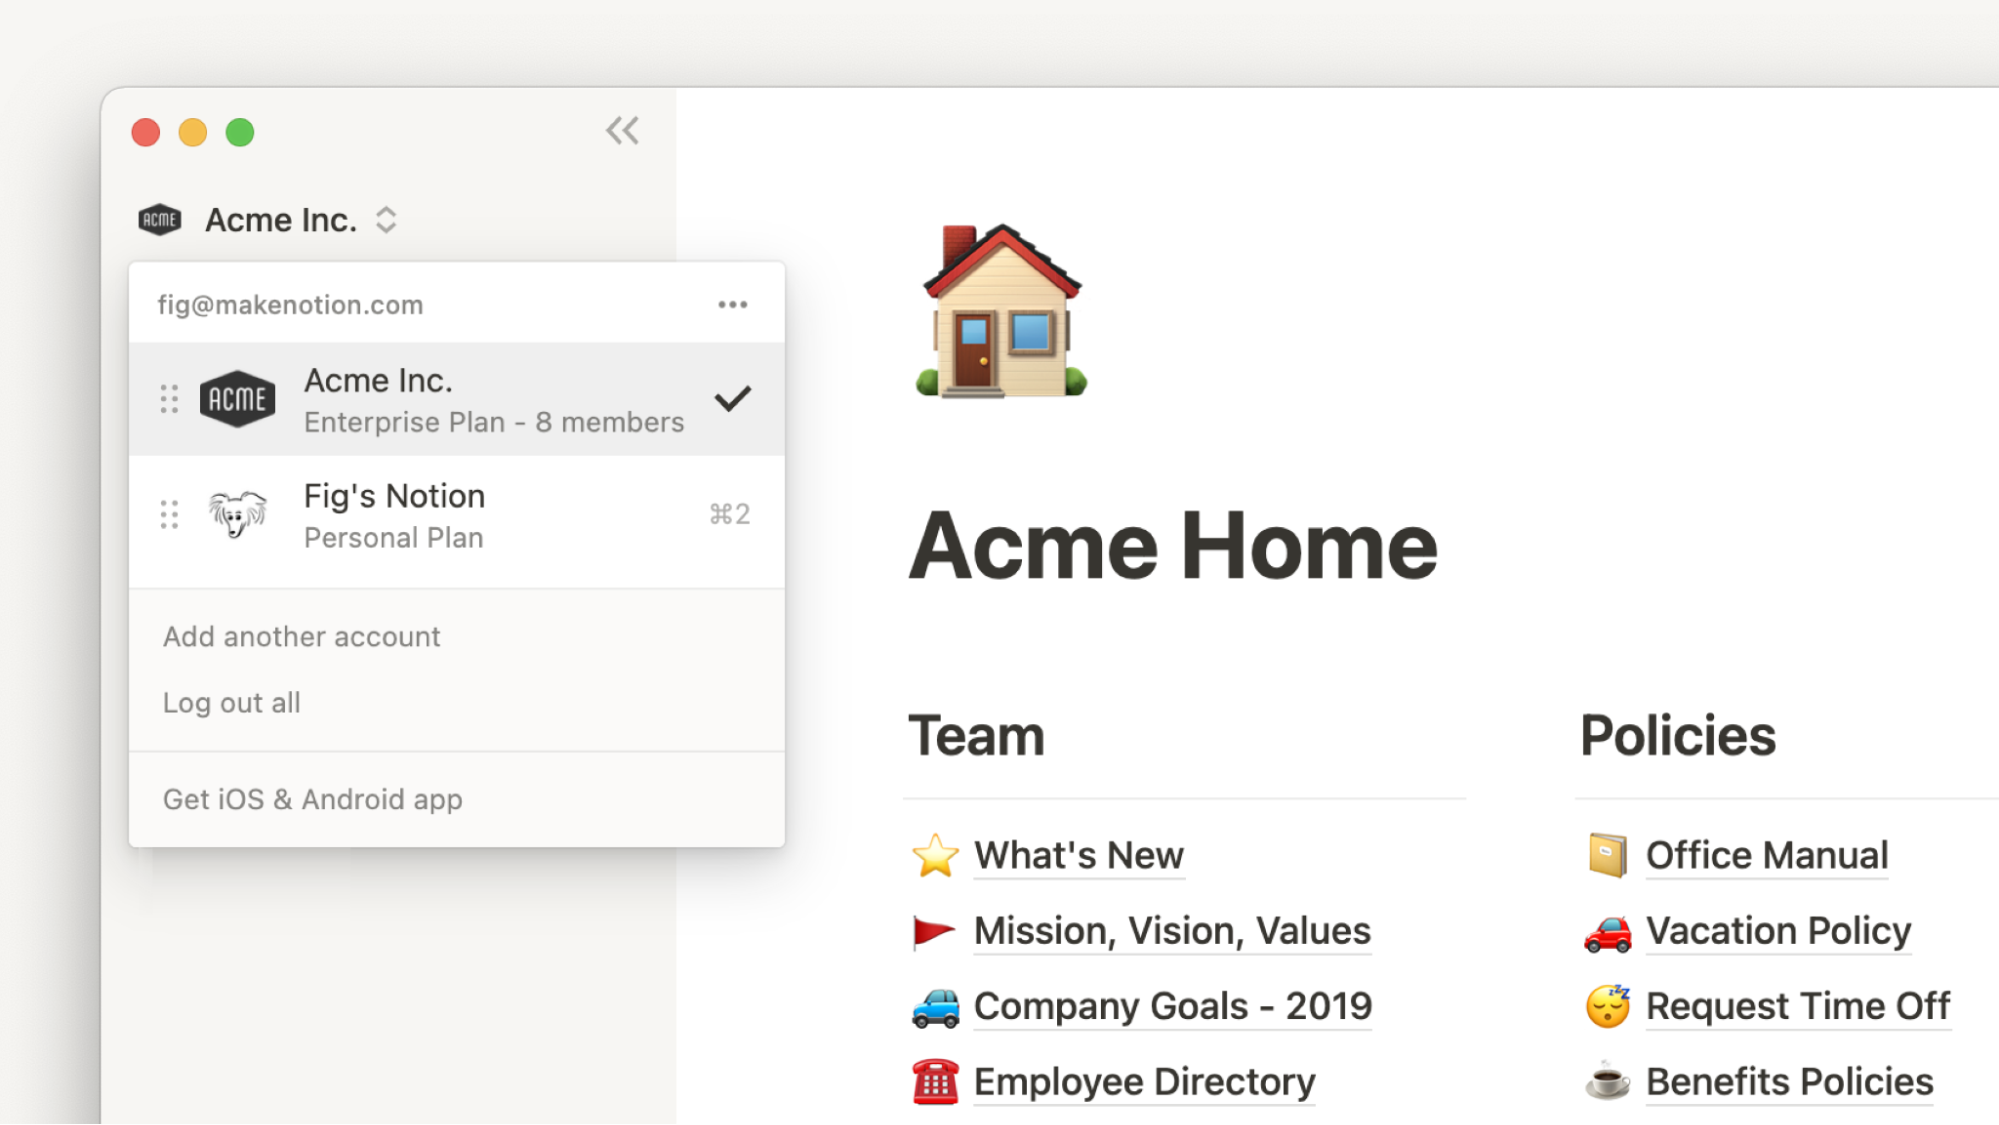 ACME Acme Inc.
fig@makenotion.com
ACME
Acme Inc.
Enterprise Plan - 8 members
Fig's Notion
⌘2
Personal Plan
Add another account
Log out all
Get iOS & Android app
Acme Home
Team
What's New
Mission, Vision, Values
Company Goals - 2019
Employee Directory
Policies
Office Manual
Vacation Policy
Request Time Off
Benefits Policies